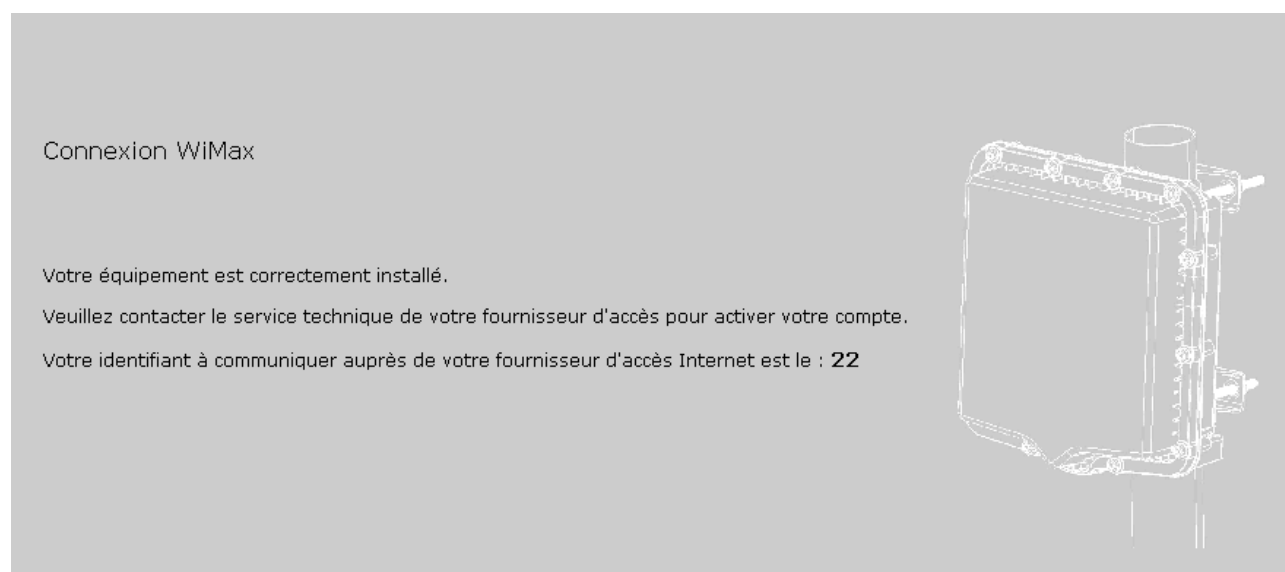 Connexion WiMax
Votre équipement est correctement installé.
Veuillez contacter le service technique de votre fournisseur d'accès pour activer votre compte.
Votre identifiant à communiquer auprès de votre fournisseur d'accès Internet est le : 22